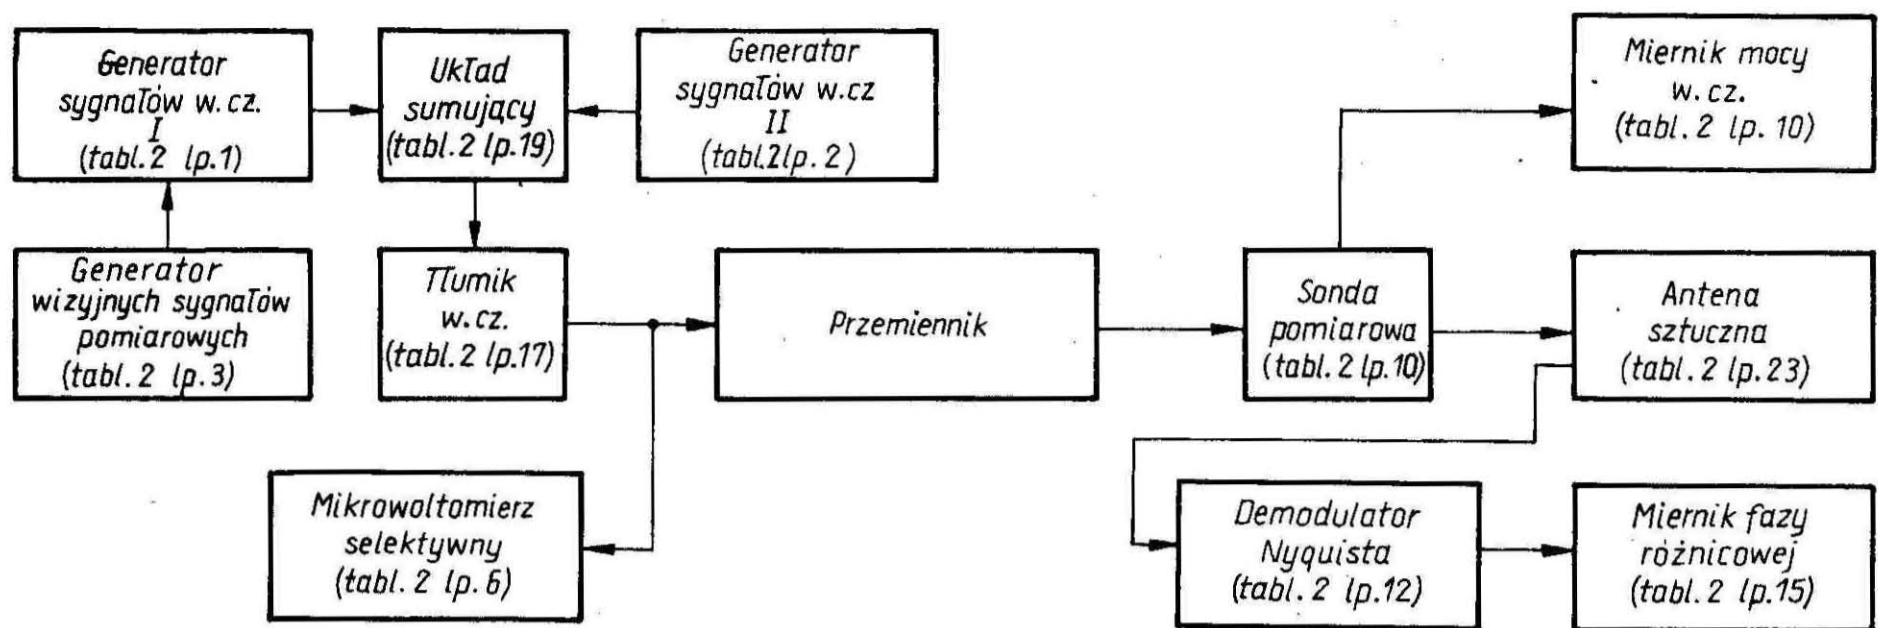 Generator
sygnałów w.cz.
I
(tabl.2 lp.1)
Układ
sumujący
(tabl.2 lp.19)
Generator
sygnałów w.cz
II
(tabl.2lp.2)
Miernik mocy
w.cz.
(tabl.2 lp.10)
Generator
wizyjnych sygnałów
pomiarowych
(tabl.2 lp.3)
Tłumik
w.cz.
(tabl.2 lp.17)
Przemiennik
Sonda
pomiarowa
(tabl.2 lp.10)
Antena
sztuczna
(tabl.2 lp.23)
Mikrowoltomierz
selektywny
(tabl.2 lp.6)
Demodulator
Nyquista
(tabl.2 lp.12)
Miernik fazy
różnicowej
(tabl.2 lp.15)